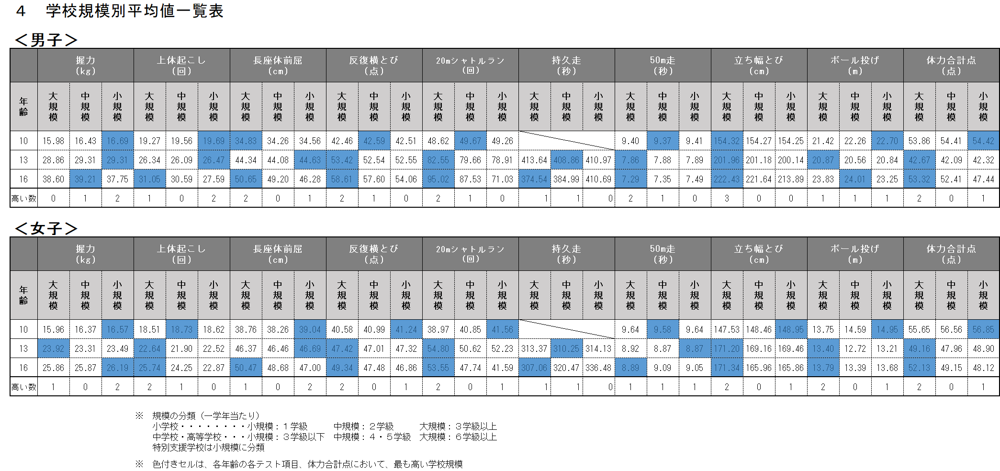 4　学校規模別平均値一覧表
＜男子＞
握力 上体起こし 長座体前屈 反復横とび 20mシャトルラン 持久走 50m走 立ち幅とび ボール投げ 体力合計点
(kg) (回) (cm) (点) (回) (秒) (秒) (cm) (m) (点)
年齢 大規模 中規模 小規模 大規模 中規模 小規模 大規模 中規模 小規模 大規模 中規模 小規模 大規模 中規模 小規模 大規模 中規模 小規模 大規模 中規模 小規模 大規模 中規模 小規模 大規模 中規模 小規模 大規模 中規模 小規模
10 15.98 16.43 16.69 19.27 19.56 19.69 34.83 34.26 34.56 42.46 42.59 42.51 48.62 49.67 49.26 9.40 9.37 9.41 154.32 154.27 154.25 21.42 22.26 22.70 53.86 54.41 54.42
13 28.86 29.31 29.31 26.34 26.09 26.47 44.34 44.08 44.63 53.42 52.54 52.55 82.55 79.66 78.91 413.64 408.86 410.97 7.86 7.88 7.89 201.96 201.18 200.14 20.87 20.56 20.84 42.67 42.09 42.32
16 38.60 39.21 37.75 31.05 30.59 27.59 50.65 49.20 46.28 58.61 57.60 54.06 95.02 87.53 71.03 374.54 384.99 410.69 7.29 7.35 7.49 222.43 221.64 213.89 23.83 24.01 23.25 53.32 52.41 47.44
高い数 0 1 2 1 0 2 2 0 1 2 1 0 2 1 0 1 1 0 2 1 0 3 0 0 1 1 1 2 0 1
＜女子＞
握力 上体起こし 長座体前屈 反復横とび 20mシャトルラン 持久走 50m走 立ち幅とび ボール投げ 体力合計点
(kg) (回) (cm) (点) (回) (秒) (秒) (cm) (m) (点)
年齢 大規模 中規模 小規模 大規模 中規模 小規模 大規模 中規模 小規模 大規模 中規模 小規模 大規模 中規模 小規模 大規模 中規模 小規模 大規模 中規模 小規模 大規模 中規模 小規模 大規模 中規模 小規模 大規模 中規模 小規模
10 15.96 16.37 16.57 18.51 18.73 18.62 38.76 38.26 39.04 40.58 40.99 41.24 38.97 40.85 41.56 9.64 9.58 9.64 147.53 148.46 148.95 13.75 14.59 14.95 55.65 56.56 56.85
13 23.92 23.31 23.49 22.64 21.90 22.52 46.37 46.46 46.69 47.42 47.01 47.32 54.80 50.62 52.23 313.37 310.25 314.13 8.92 8.87 8.87 171.20 169.16 169.46 13.40 12.72 13.21 49.16 47.96 48.90
16 25.86 25.87 26.19 25.74 24.25 22.87 50.47 48.68 47.00 49.34 47.48 46.86 53.55 47.74 41.59 307.06 320.47 336.48 8.89 9.09 9.05 171.34 165.96 165.86 13.79 13.39 13.68 52.13 49.15 48.12
高い数 1 0 2 2 1 0 1 0 2 2 0 1 2 0 1 1 1 0 1 1 1 2 0 1 2 0 1 2 0 1
※　規模の分類（一学年当たり）
小学校・・・・・・・・小規模：１学級　　　中規模：２学級　　　大規模：３学級以上
中学校・高等学校・・・小規模：３学級以下　中規模：４・５学級　大規模：６学級以上
特別支援学校は小規模に分類
※　色付きセルは、各年齢の各テスト項目、体力合計点において、最も高い学校規模